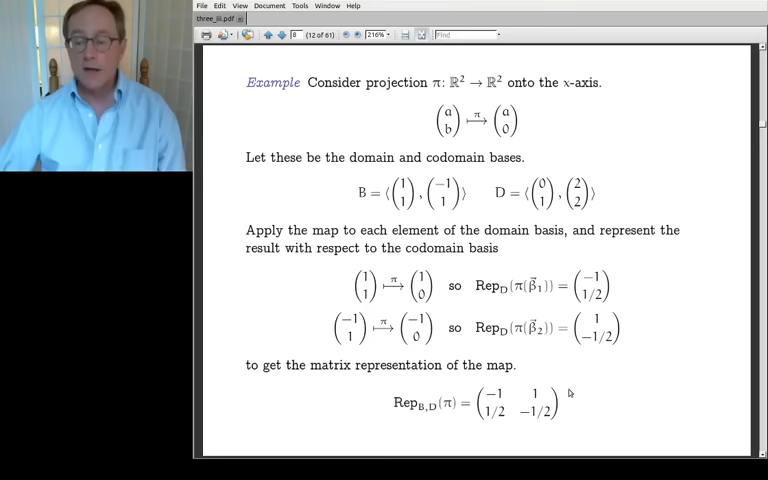 File Edit View Document Tools Window Help
three_iii.pdf
8 (12 of 61) 216% Find
Example Consider projection π: ℝ² → ℝ² onto the x-axis.
(a b) ↦π (a 0)
Let these be the domain and codomain bases.
B = ⟨(1 1), (−1 1)⟩ D = ⟨(0 1), (2 2)⟩
Apply the map to each element of the domain basis, and represent the
result with respect to the codomain basis
(1 1) ↦π (1 0) so Rep_D(π(β⃗₁)) = (−1 1/2)
(−1 1) ↦π (−1 0) so Rep_D(π(β⃗₂)) = (1 −1/2)
to get the matrix representation of the map.
Rep_B,D(π) = (−1 1 1/2 −1/2)